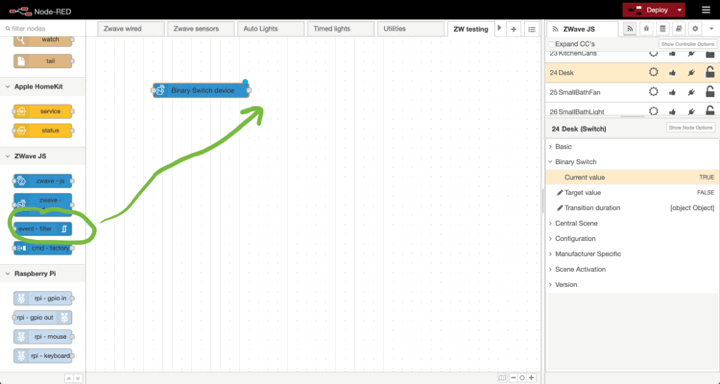 Node-RED
Deploy
filter nodes
Zwave wired
Zwave sensors
Auto Lights
Timed lights
Utilities
ZW testing
ZWave JS
watch
tail
Apple HomeKit
service
status
ZWave JS
zwave - js
zwave -
event - filter
cmd - factory
Raspberry Pi
rpi - gpio in
rpi - gpio out
rpi - mouse
rpi - keyboard
Binary Switch device
Expand CC's
Show Controller Options
23 KitchenCans
24 Desk
25 SmallBathFan
26 SmallBathLight
24 Desk (Switch)
Show Node Options
Basic
Binary Switch
Current value TRUE
Target value FALSE
Transition duration [object Object]
Central Scene
Configuration
Manufacturer Specific
Scene Activation
Version